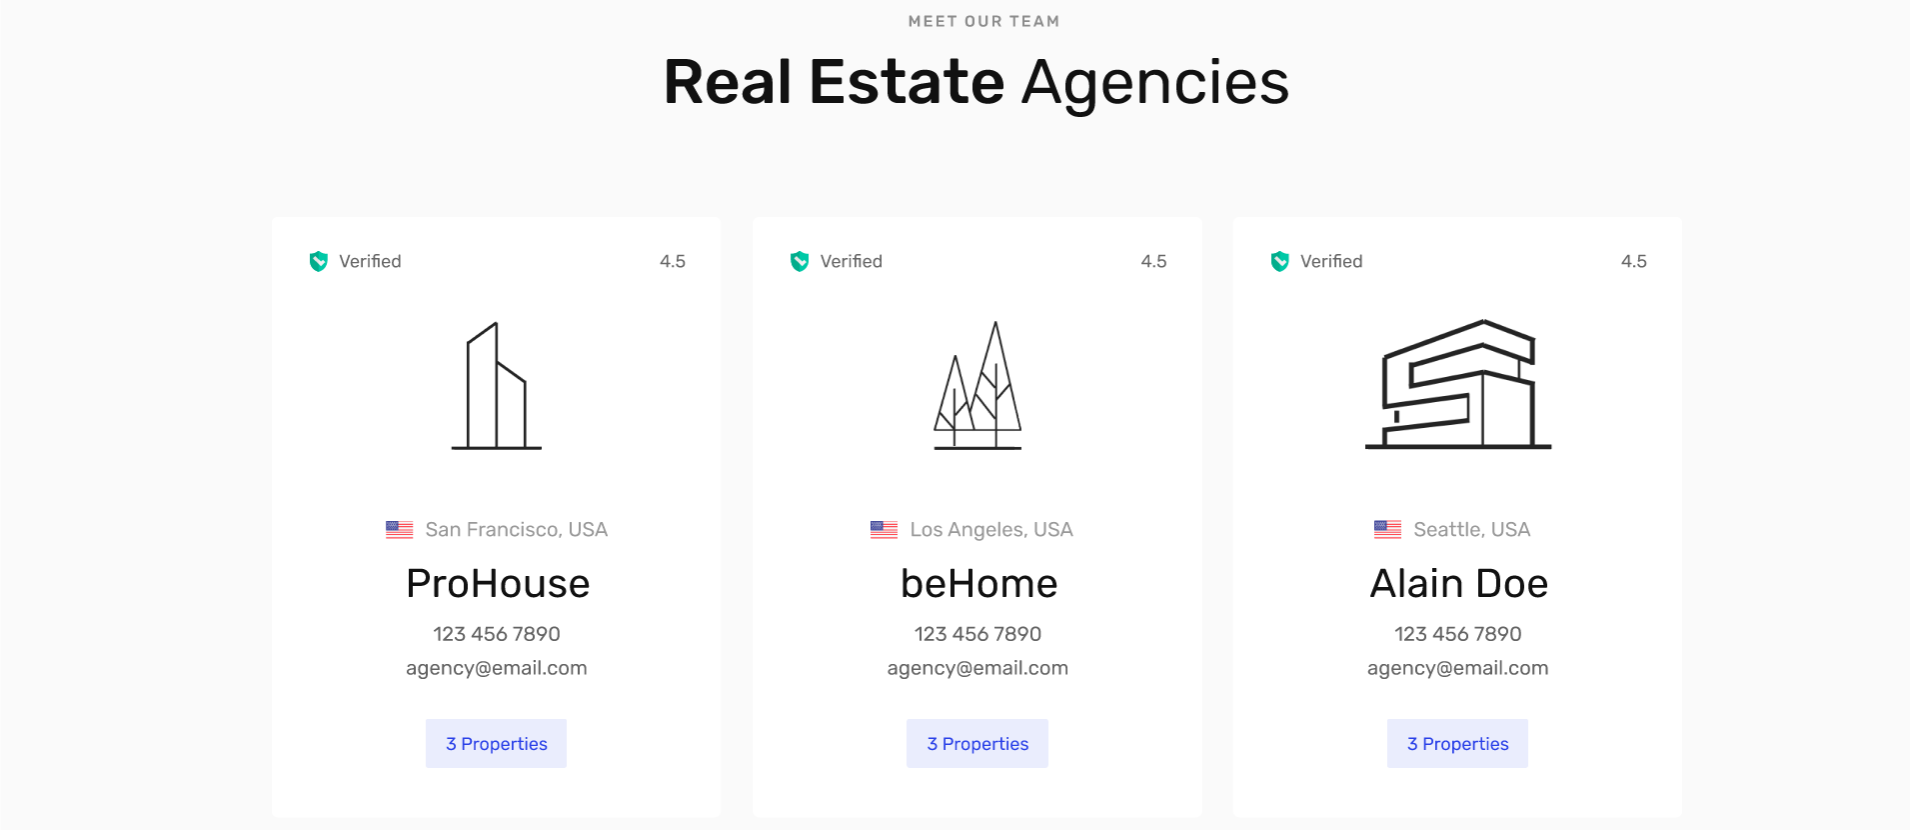 MEET OUR TEAM
Real Estate Agencies
Verified
4.5
San Francisco, USA
ProHouse
123 456 7890
agency@email.com
3 Properties
Verified
4.5
Los Angeles, USA
beHome
123 456 7890
agency@email.com
3 Properties
Verified
4.5
Seattle, USA
Alain Doe
123 456 7890
agency@email.com
3 Properties